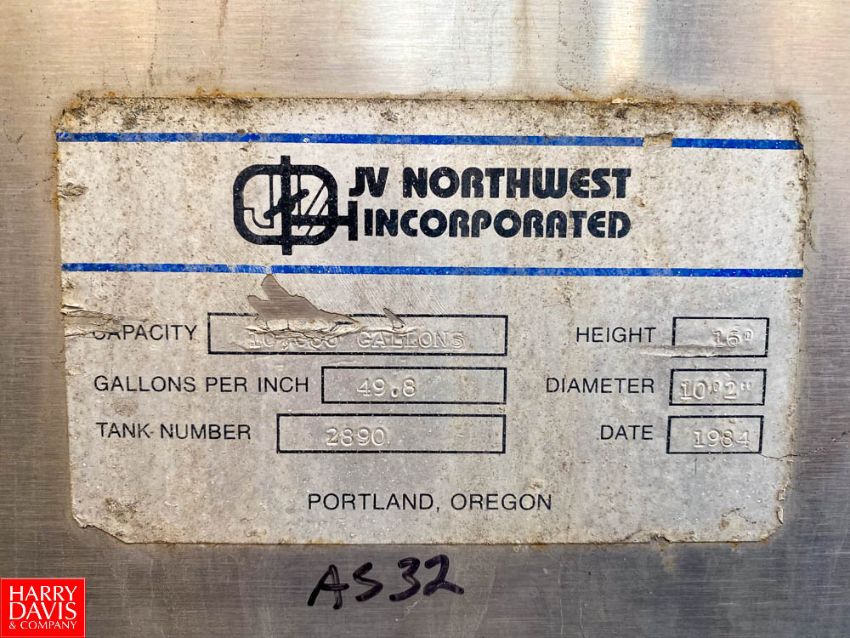 JV NORTHWEST
INCORPORATED
CAPACITY GALLONS
HEIGHT 16'
GALLONS PER INCH 49.8
DIAMETER 10'2"
TANK NUMBER 2890
DATE 1984
PORTLAND, OREGON
AS32
HARRY
DAVIS
& COMPANY